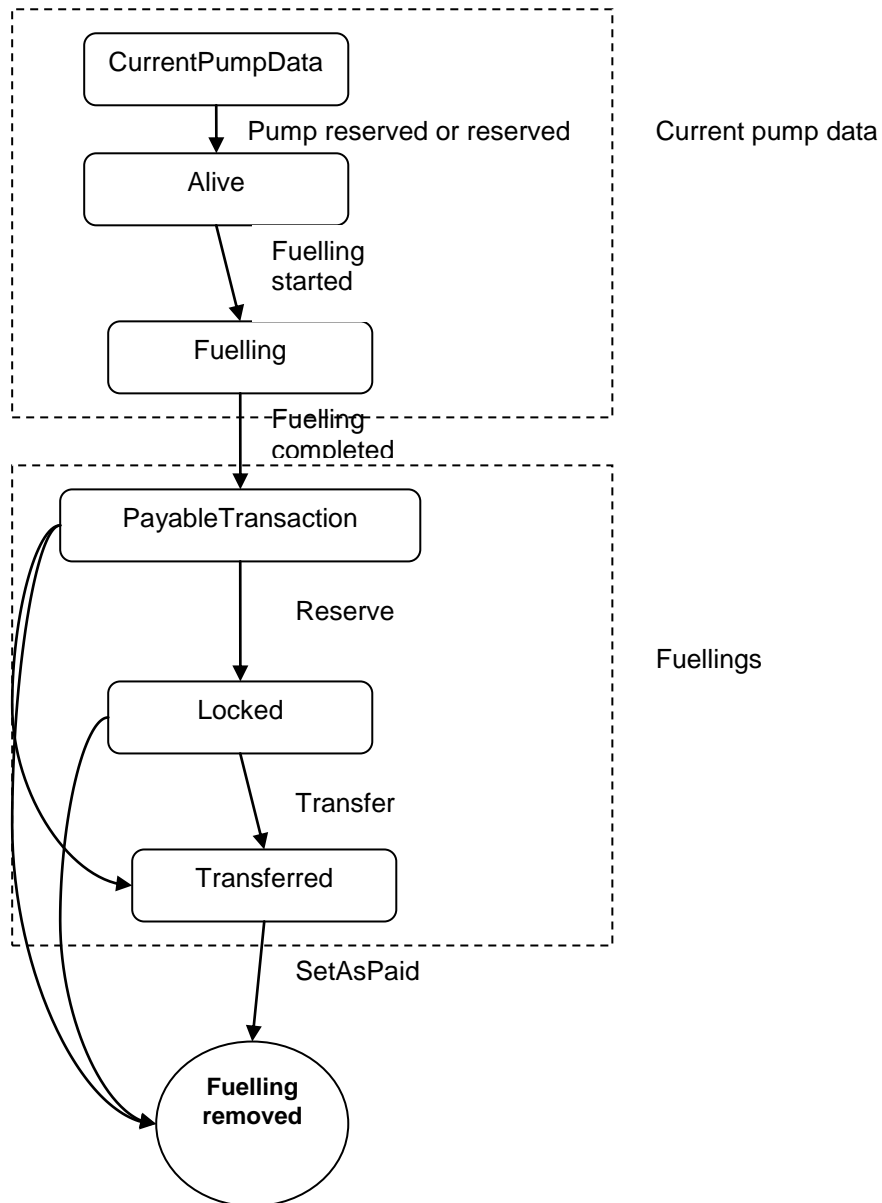 CurrentPumpData
Pump reserved or reserved
Current pump data
Alive
Fuelling
started
Fuelling
Fuelling
completed
PayableTransaction
Reserve
Fuellings
Locked
Transfer
Transferred
SetAsPaid
Fuelling
removed